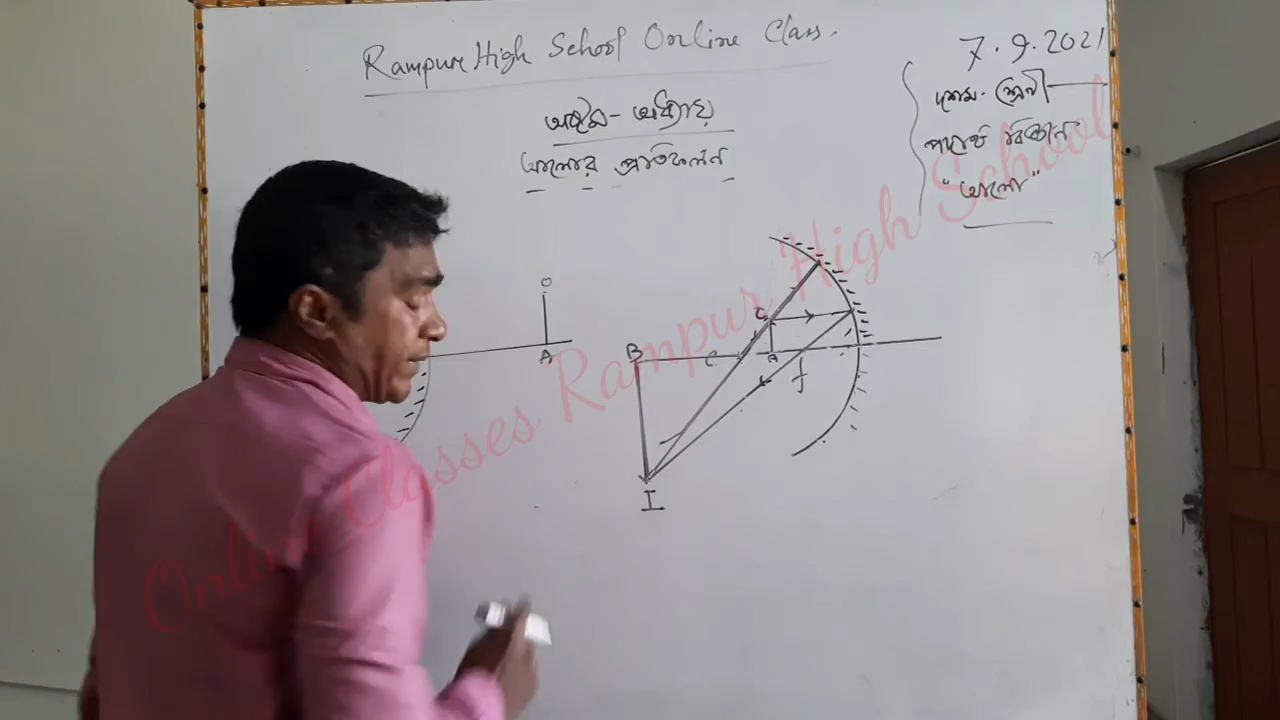 Rampur High School Online Class.
7.9.2021
দশম-শ্রেণী
পদার্থ বিজ্ঞান
"আলো"
অষ্টম-অধ্যায়
আলোর প্রতিফলন
O
A
B
C
A
f
I
Online Classes Rampur High School